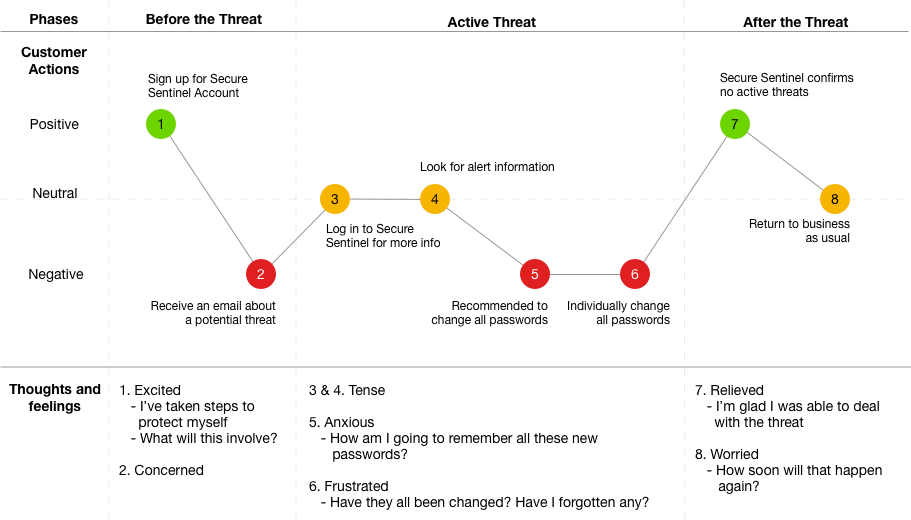 Phases
Before the Threat
Active Threat
After the Threat
Customer
Actions
Positive
Neutral
Negative
Sign up for Secure
Sentinel Account
1
2
Receive an email about
a potential threat
3
Log in to Secure
Sentinel for more info
Look for alert information
4
5
Recommended to
change all passwords
6
Individually change
all passwords
Secure Sentinel confirms
no active threats
7
8
Return to business
as usual
Thoughts and
feelings
1. Excited
- I’ve taken steps to
protect myself
- What will this involve?
2. Concerned
3 & 4. Tense
5. Anxious
- How am I going to remember all these new
passwords?
6. Frustrated
- Have they all been changed? Have I forgotten any?
7. Relieved
- I’m glad I was able to deal
with the threat
8. Worried
- How soon will that happen
again?